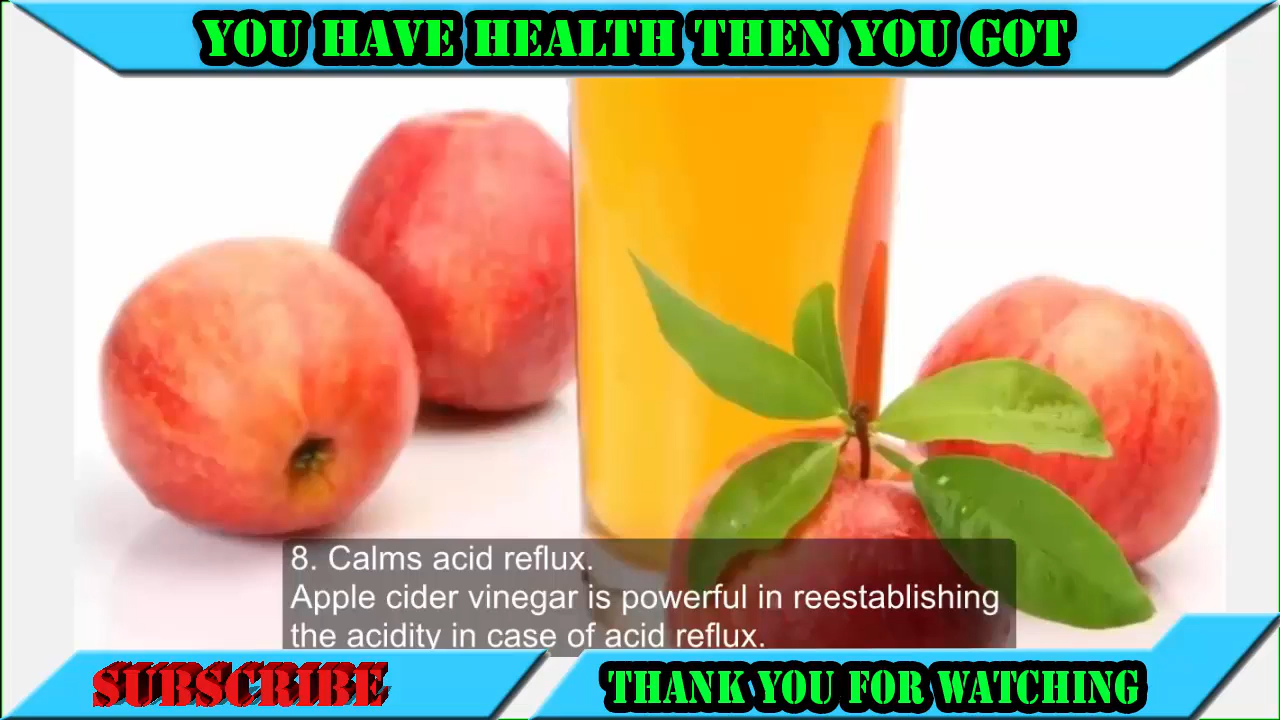 YOU HAVE HEALTH THEN YOU GOT
8. Calms acid reflux.
Apple cider vinegar is powerful in reestablishing
the acidity in case of acid reflux.
SUBSCRIBE
THANK YOU FOR WATCHING